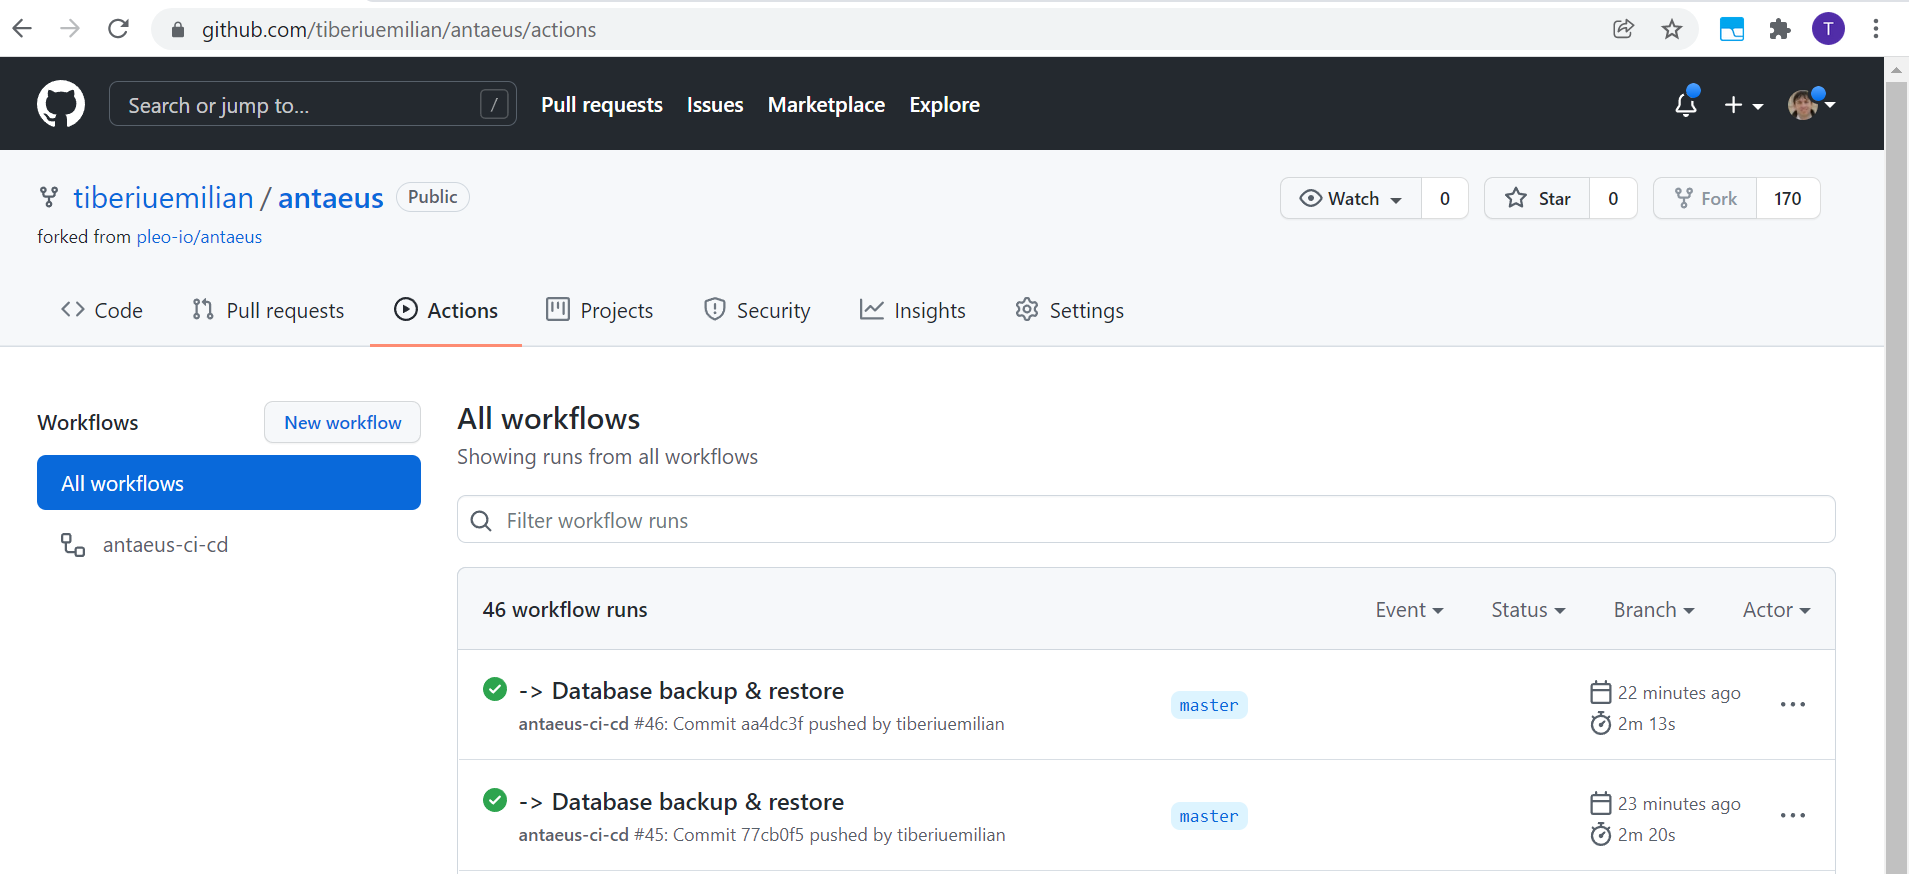 github.com/tiberiuemilian/antaeus/actions
T
Search or jump to... /
Pull requests Issues Marketplace Explore
tiberiuemilian / antaeus Public
Watch 0 Star 0 Fork 170
forked from pleo-io/antaeus
Code Pull requests Actions Projects Security Insights Settings
Workflows New workflow
All workflows
antaeus-ci-cd
All workflows
Showing runs from all workflows
Filter workflow runs
46 workflow runs Event Status Branch Actor
-> Database backup & restore
antaeus-ci-cd #46: Commit aa4dc3f pushed by tiberiuemilian
master
22 minutes ago
2m 13s
-> Database backup & restore
antaeus-ci-cd #45: Commit 77cb0f5 pushed by tiberiuemilian
master
23 minutes ago
2m 20s